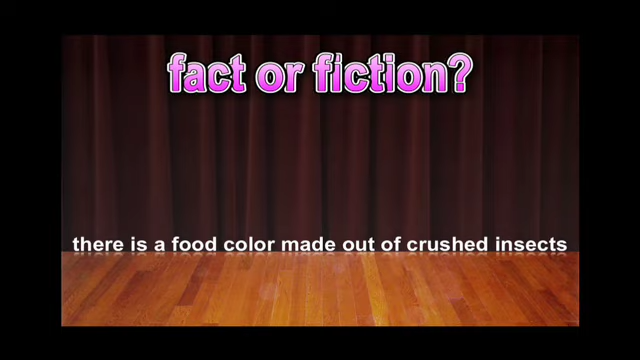 fact or fiction?
there is a food color made out of crushed insects